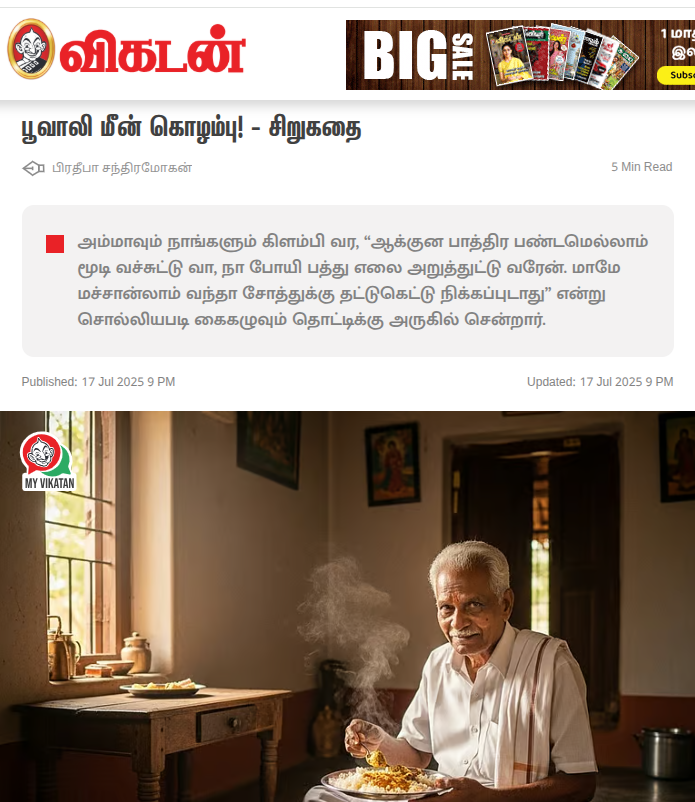 விகடன்
BIG SALE
1 மாத
இல
Subsc
பூவாலி மீன் கொழம்பு! - சிறுகதை
பிரதீபா சந்திரமோகன்
5 Min Read
அம்மாவும் நாங்களும் கிளம்பி வர, “ஆக்குன பாத்திர பண்டமெல்லாம்
மூடி வச்சுட்டு வா, நா போயி பத்து எலை அறுத்துட்டு வரேன். மாமே
மச்சான்லாம் வந்தா சோத்துக்கு தட்டுகெட்டு நிக்கப்புடாது” என்று
சொல்லியபடி கைகழுவும் தொட்டிக்கு அருகில் சென்றார்.
Published: 17 Jul 2025 9 PM
Updated: 17 Jul 2025 9 PM
MY VIKATAN